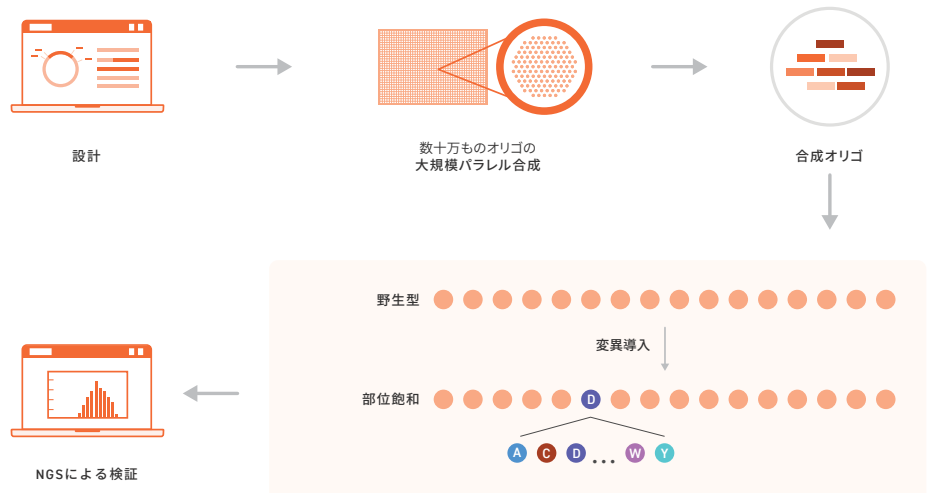 設計
数十万ものオリゴの
大規模パラレル合成
合成オリゴ
野生型
変異導入
部位飽和
D
A C D ... W Y
NGSによる検証